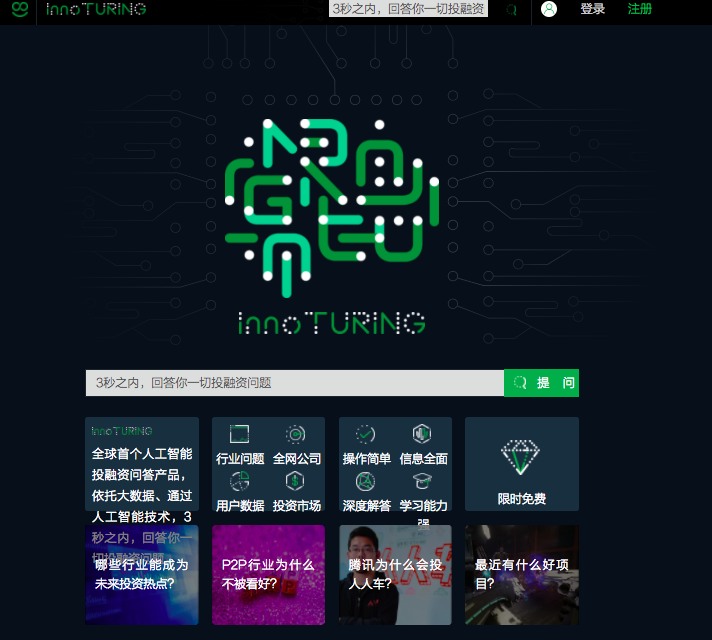 innoTURING
3秒之内，回答你一切投融资
登录
注册
innoTURING
3秒之内，回答你一切投融资问题
提 问
innoTURING
全球首个人工智能
投融资问答产品，
依托大数据、通过
人工智能技术，3
秒之内，回答你一
切投融资问题
行业问题
全网公司
用户数据
投资市场
操作简单
信息全面
深度解答
学习能力
强
限时免费
哪些行业能成为
未来投资热点？
P2P行业为什么
不被看好？
腾讯为什么会投
人人车？
最近有什么好项
目？